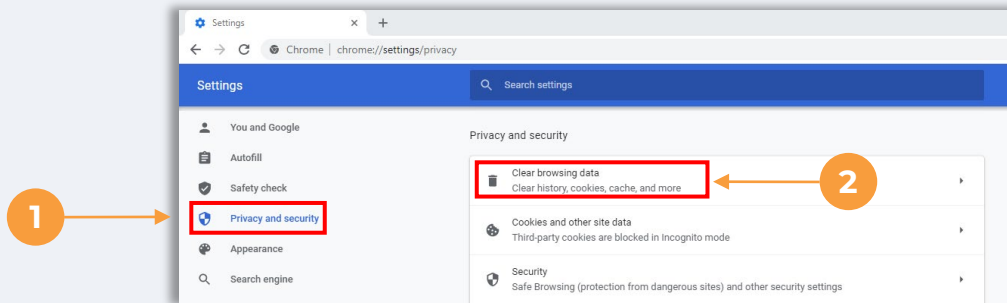 Settings
Chrome | chrome://settings/privacy
Settings
Search settings
You and Google
Autofill
Safety check
Privacy and security
Appearance
Search engine
Privacy and security
Clear browsing data
Clear history, cookies, cache, and more
Cookies and other site data
Third-party cookies are blocked in Incognito mode
Security
Safe Browsing (protection from dangerous sites) and other security settings
1
2